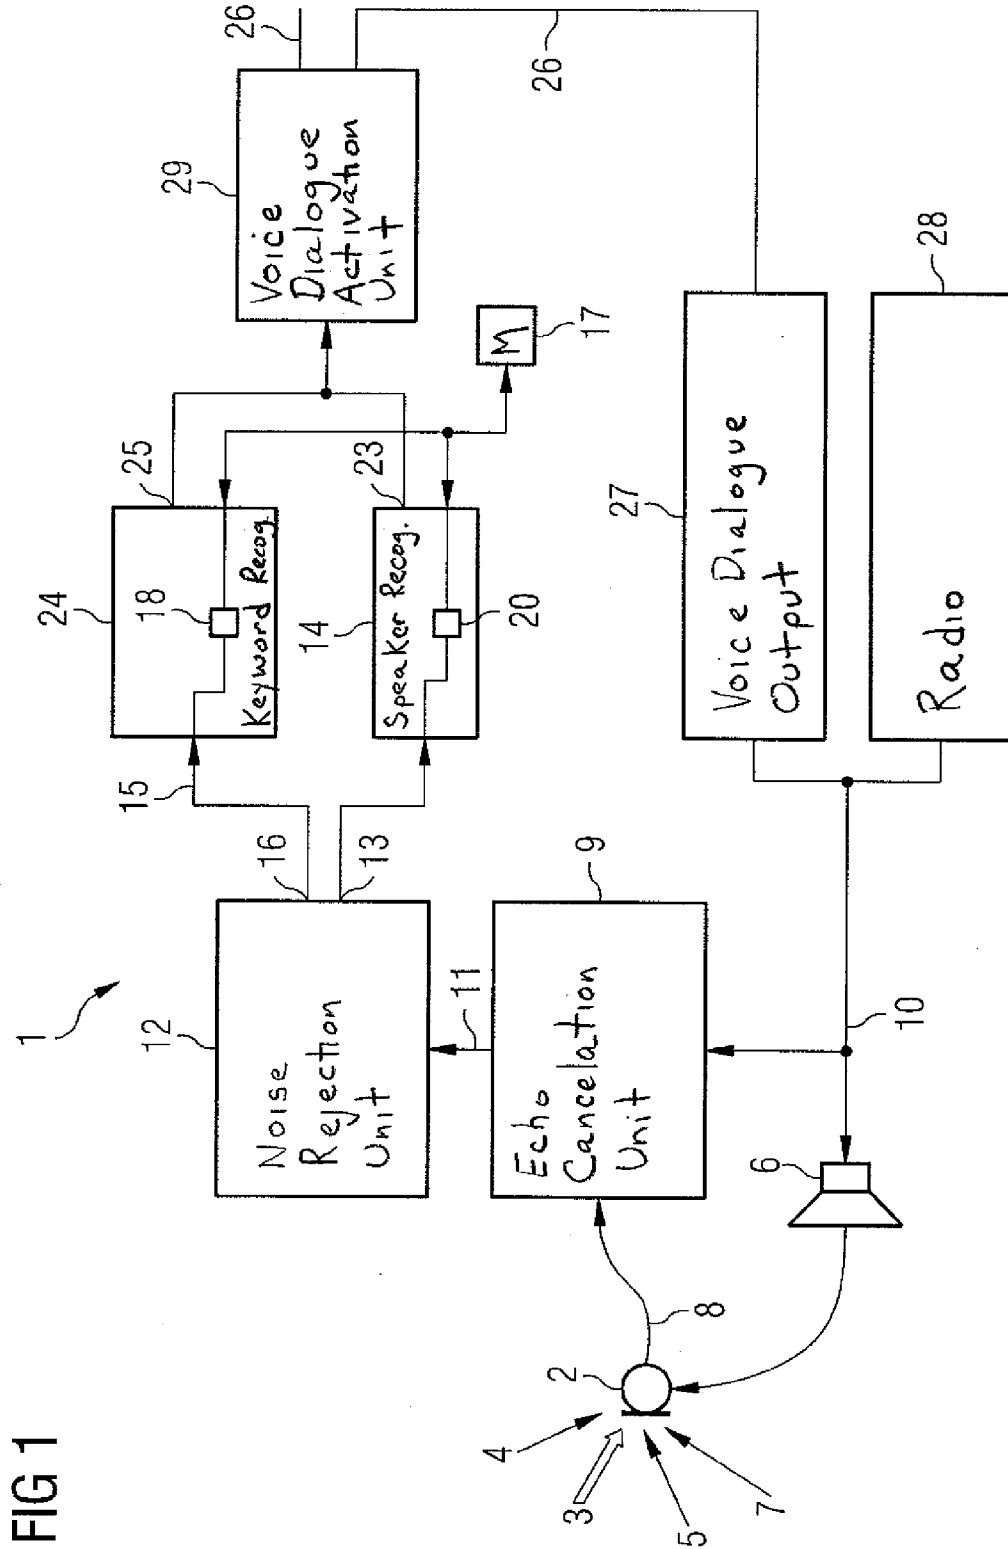 FIG 1
1
12
Noise
Rejection
Unit
16
13
15
24
25
18
Keyword Recog.
14
23
Speaker Recog.
20
M
17
29
Voice
Dialogue
Activation
Unit
26
26
11
9
Echo
Cancelation
Unit
8
2
4
3
5
7
6
10
27
Voice Dialogue
Output
28
Radio